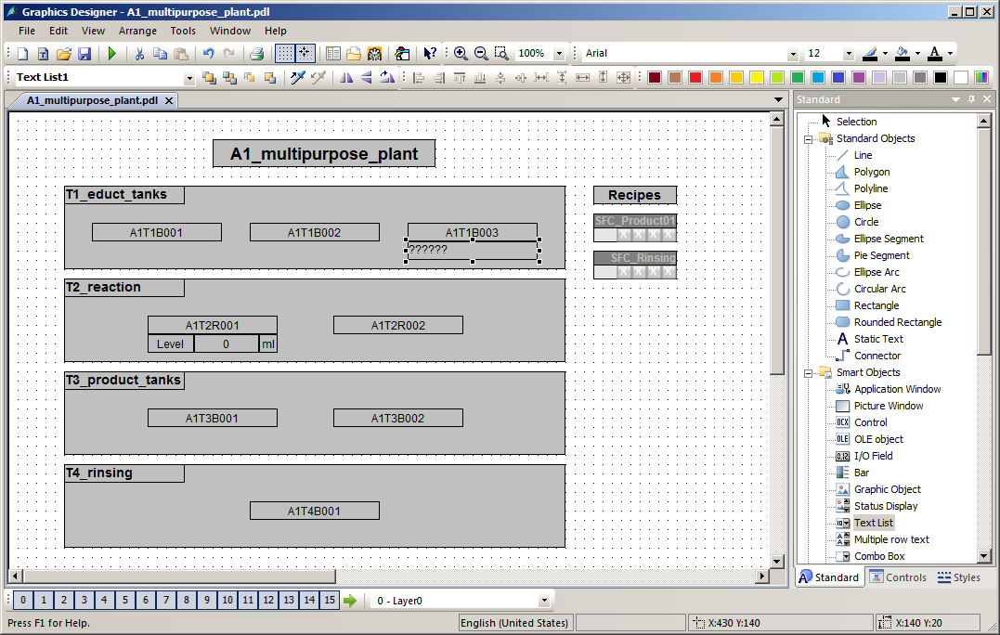 Graphics Designer - A1_multipurpose_plant.pdl
File Edit View Arrange Tools Window Help
100% Arial 12
Text List1
A1_multipurpose_plant.pdl
A1_multipurpose_plant
T1_educt_tanks
A1T1B001 A1T1B002 A1T1B003
??????
T2_reaction
A1T2R001 A1T2R002
Level 0 ml
T3_product_tanks
A1T3B001 A1T3B002
T4_rinsing
A1T4B001
Recipes
SFC_Product01
X X X X
SFC_Rinsing
X X X X
Standard
Selection
Standard Objects
Line
Polygon
Polyline
Ellipse
Circle
Ellipse Segment
Pie Segment
Ellipse Arc
Circular Arc
Rectangle
Rounded Rectangle
A Static Text
Connector
Smart Objects
Application Window
Picture Window
OCX Control
OLE OLE object
0.12 I/O Field
Bar
Graphic Object
Status Display
Text List
Multiple row text
Combo Box
Standard Controls Styles
0 1 2 3 4 5 6 7 8 9 10 11 12 13 14 15 0 - Layer0
Press F1 for Help. English (United States) X:430 Y:140 X:140 Y:20